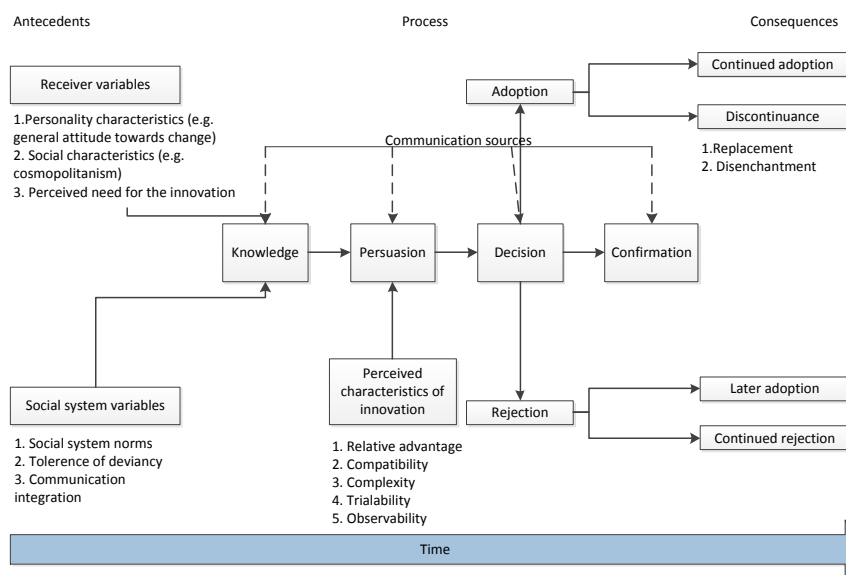 Antecedents
Process
Consequences
Receiver variables
1.Personality characteristics (e.g.
general attitude towards change)
2. Social characteristics (e.g.
cosmopolitanism)
3. Perceived need for the innovation
Adoption
Continued adoption
Discontinuance
1.Replacement
2. Disenchantment
Communication sources
Knowledge
Persuasion
Decision
Confirmation
Social system variables
1. Social system norms
2. Tolerence of deviancy
3. Communication
integration
Perceived
characteristics of
innovation
1. Relative advantage
2. Compatibility
3. Complexity
4. Trialability
5. Observability
Rejection
Later adoption
Continued rejection
Time